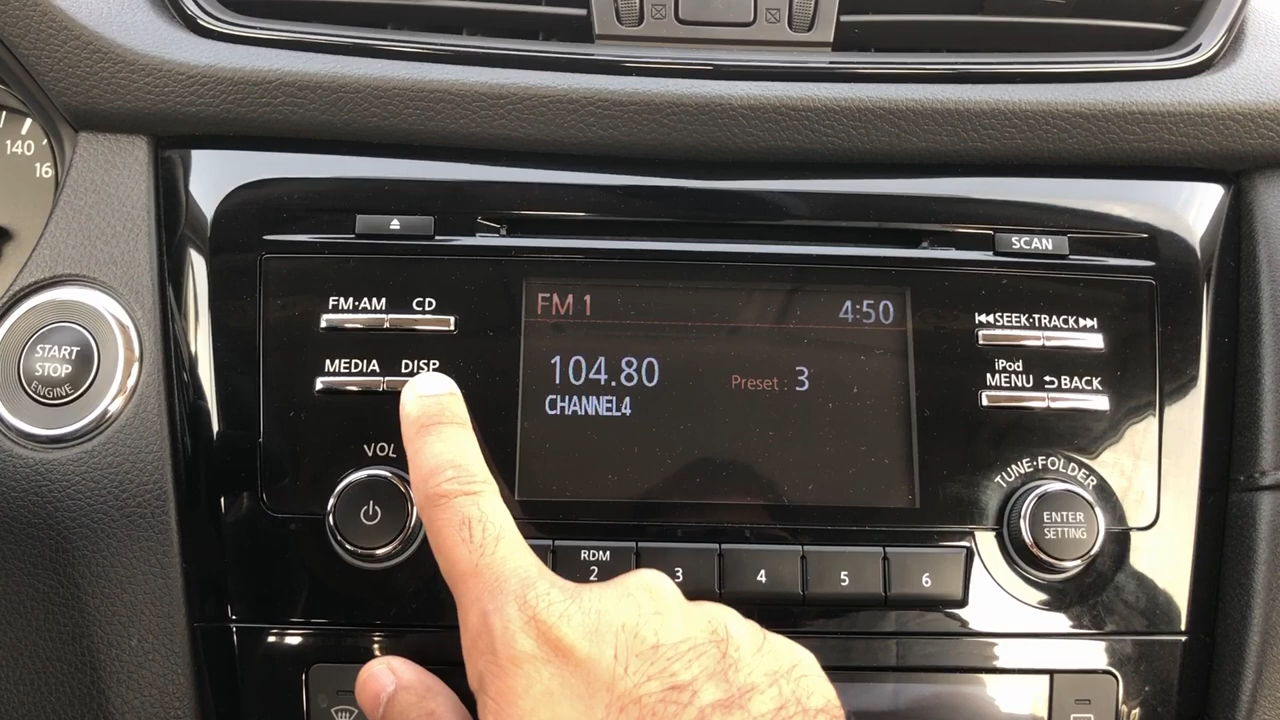 140
16
START
STOP
ENGINE
SCAN
FM·AM CD
MEDIA DISP
VOL
FM 1 4:50
104.80
Preset : 3
CHANNEL4
SEEK·TRACK
iPod
MENU BACK
TUNE·FOLDER
ENTER
SETTING
RDM
2 3 4 5 6